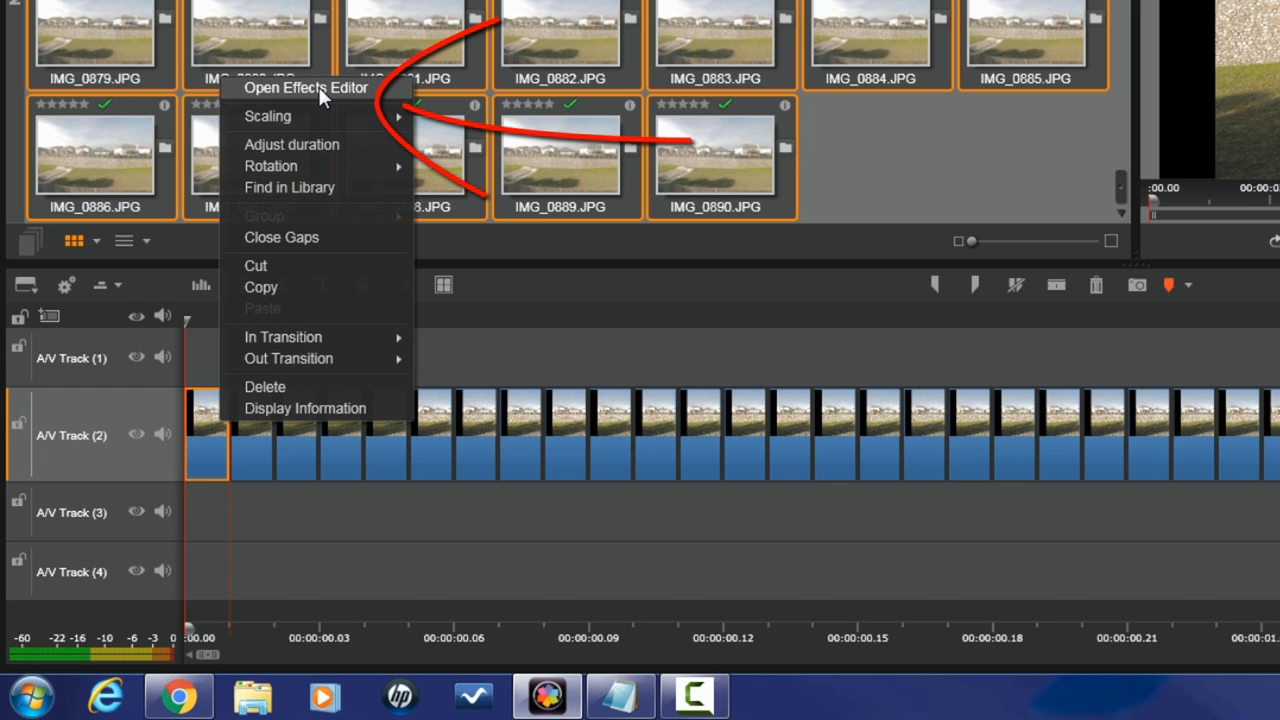 IMG_0879.JPG
IMG_0882.JPG
IMG_0883.JPG
IMG_0884.JPG
IMG_0885.JPG
Open Effects Editor
Scaling
Adjust duration
Rotation
Find in Library
Group
Close Gaps
Cut
Copy
Paste
In Transition
Out Transition
Delete
Display Information
IMG_0886.JPG
IMG_0889.JPG
IMG_0890.JPG
:00.00 00:00:0
A/V Track (1)
A/V Track (2)
A/V Track (3)
A/V Track (4)
-60 -22 -16 -10 -6 -3 0
:00.00 00:00:00.03 00:00:00.06 00:00:00.09 00:00:00.12 00:00:00.15 00:00:00.18 00:00:00.21 00:00:01.
hp
C